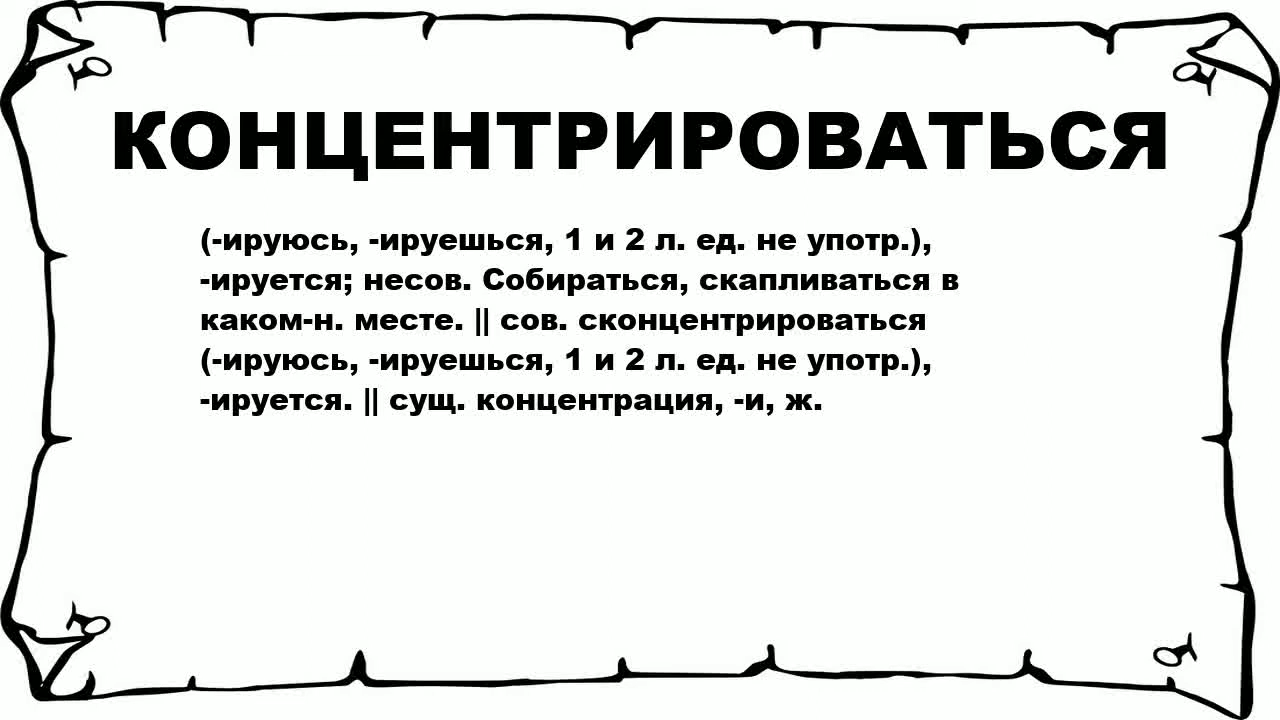 КОНЦЕНТРИРОВАТЬСЯ
(-ируюсь, -ируешься, 1 и 2 л. ед. не употр.),
-ируется; несов. Собираться, скапливаться в
каком-н. месте. || сов. сконцентрироваться
(-ируюсь, -ируешься, 1 и 2 л. ед. не употр.),
-ируется. || сущ. концентрация, -и, ж.